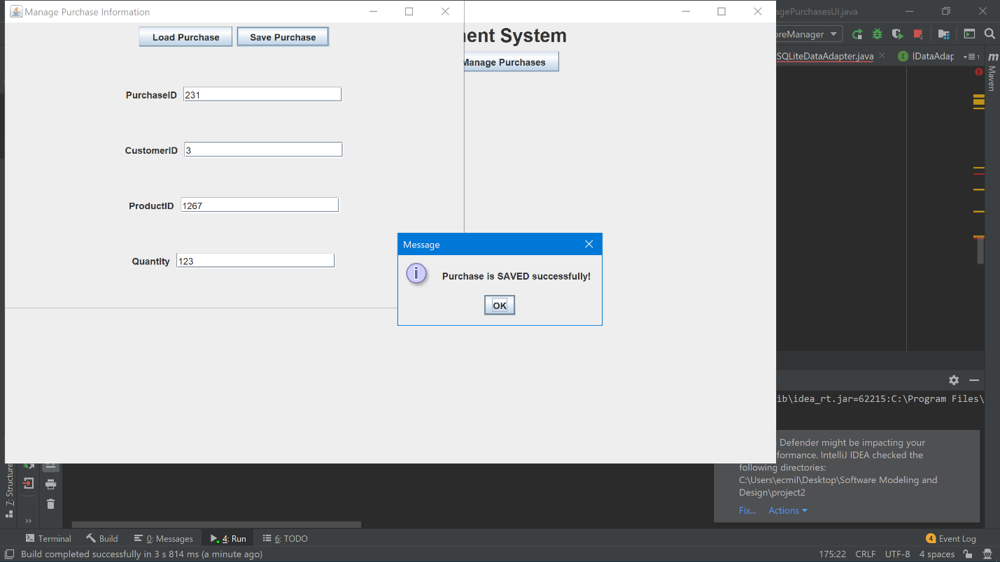 Manage Purchase Information
Load Purchase
Save Purchase
PurchaseID
231
CustomerID
3
ProductID
1267
Quantity
123
ent System
Manage Purchases
Message
i
Purchase is SAVED successfully!
OK
agePurchasesUI.java
oreManager
2
SQLiteDataAdapter.java
I
IDataAdap
1
m
Maven
ib\idea_rt.jar=62215:C:\Program Files\
Defender might be impacting your
formance. IntelliJ IDEA checked the
following directories:
C:\Users\ecmil\Desktop\Software Modeling and
Design\project2
Fix...
Actions
7: Structure
Terminal
Build
0: Messages
4: Run
6: TODO
4
Event Log
Build completed successfully in 3 s 814 ms (a minute ago)
175:22
CRLF
UTF-8
4 spaces